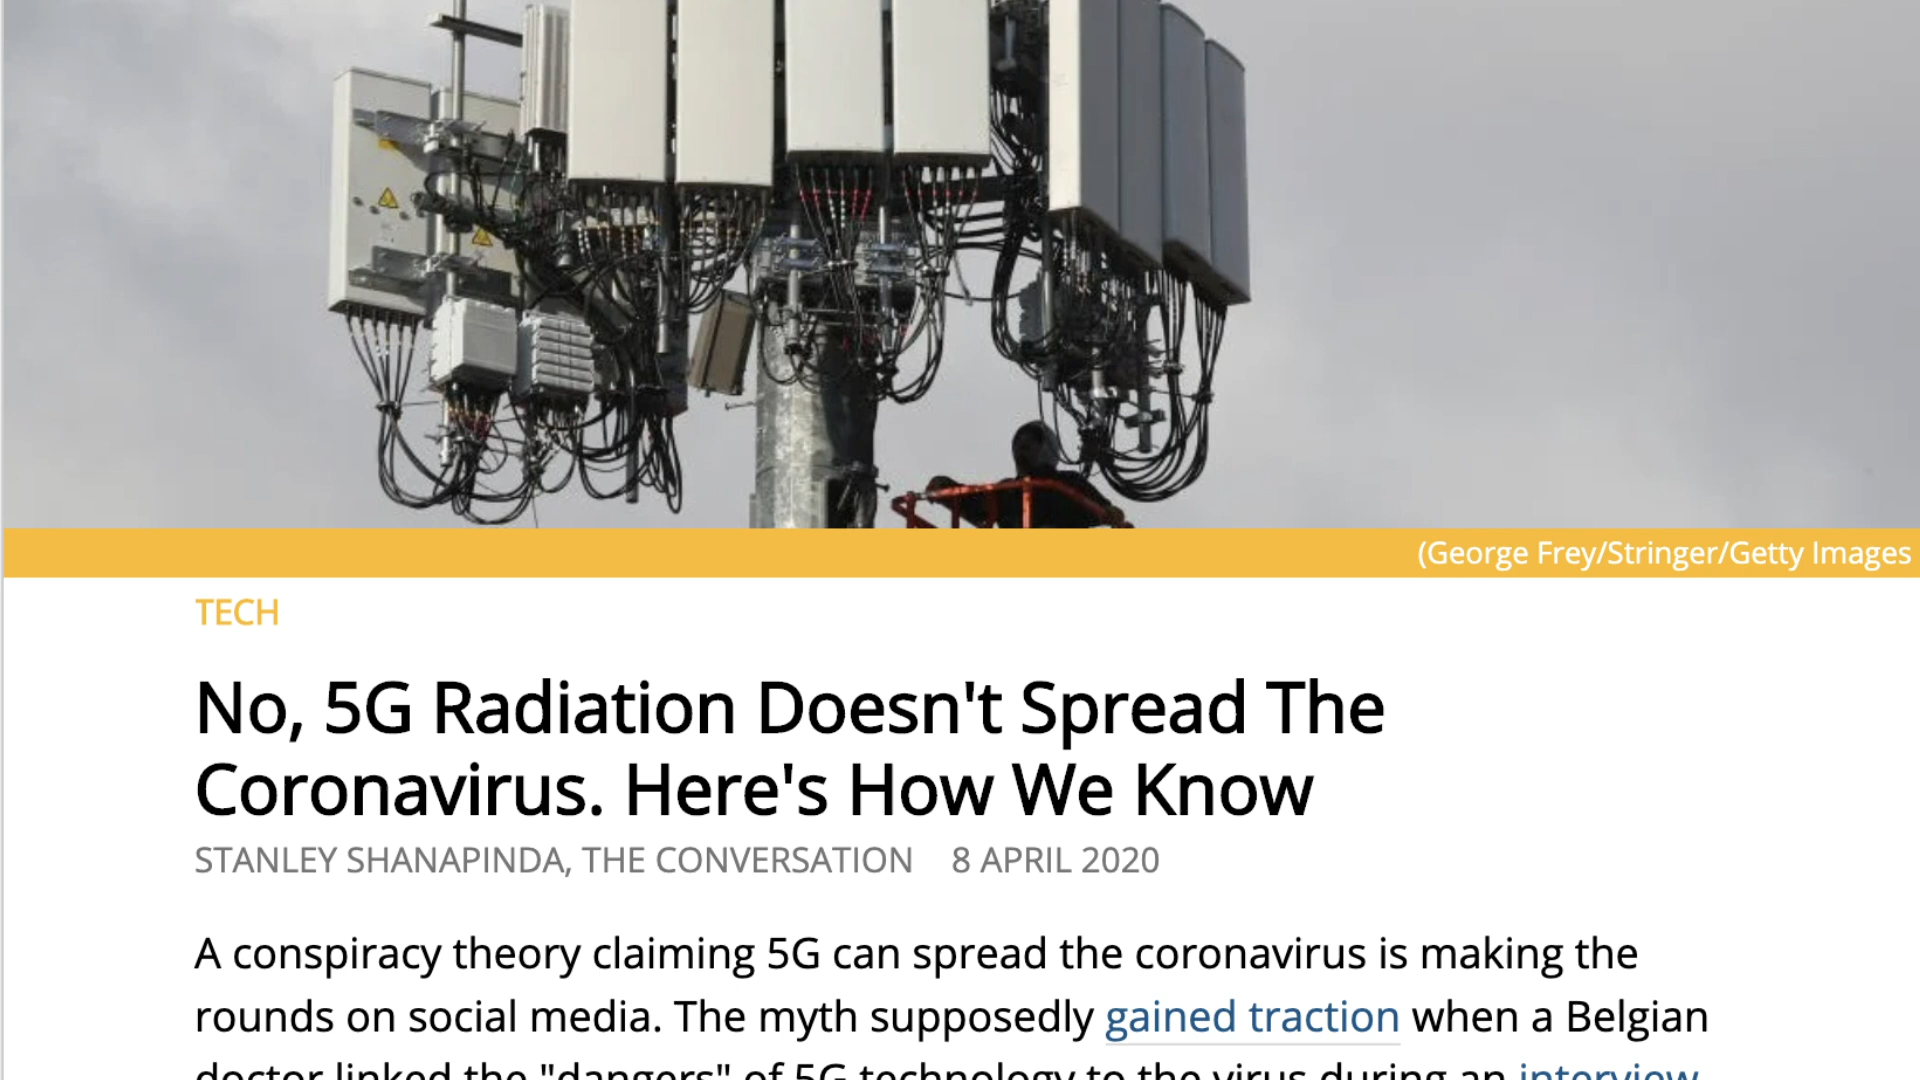 (George Frey/Stringer/Getty Images
TECH
No, 5G Radiation Doesn't Spread The
Coronavirus. Here's How We Know
STANLEY SHANAPINDA, THE CONVERSATION 8 APRIL 2020
A conspiracy theory claiming 5G can spread the coronavirus is making the
rounds on social media. The myth supposedly gained traction when a Belgian
doctor linked the "dangers" of 5G technology to the virus during an interview